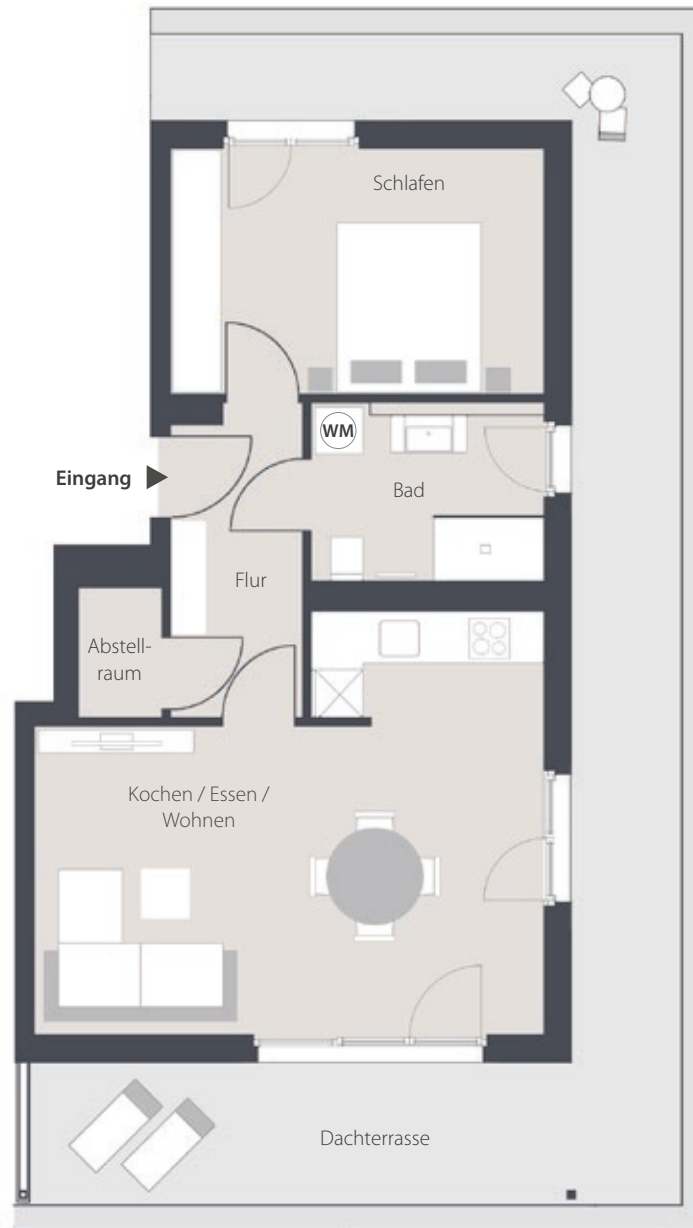 Schlafen
WM
Eingang
Bad
Flur
Abstell-
raum
Kochen / Essen /
Wohnen
Dachterrasse